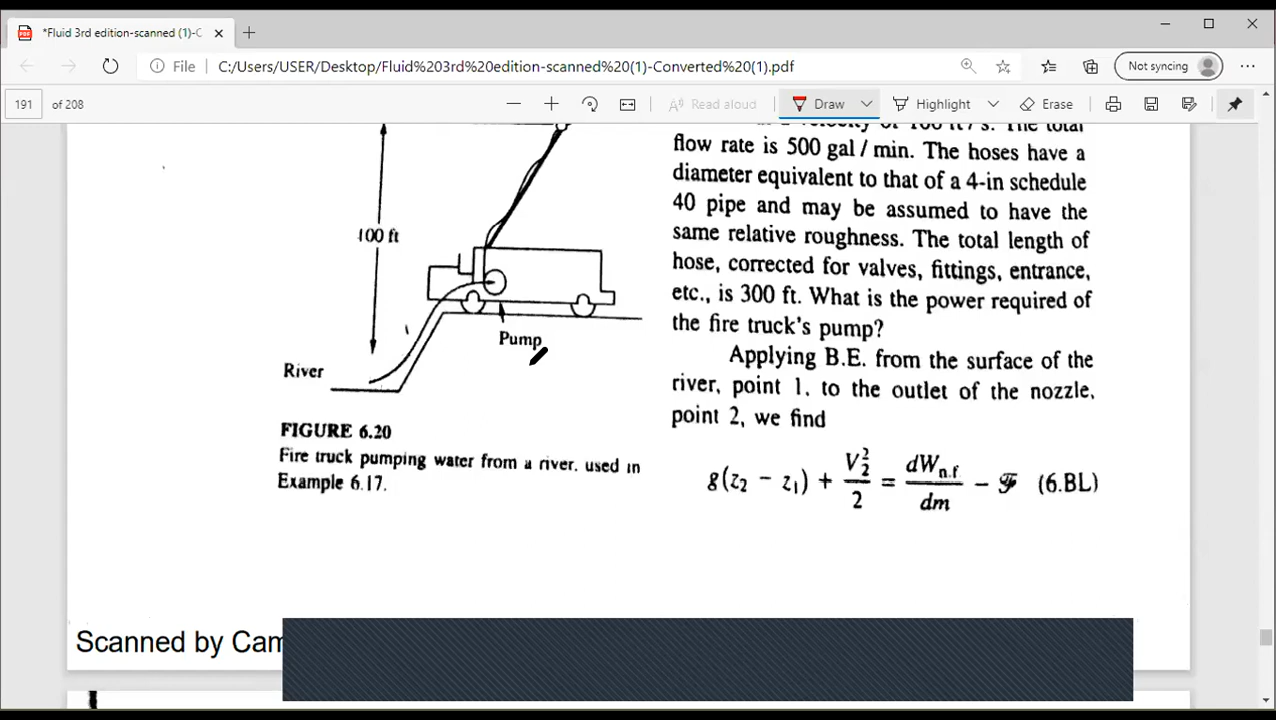 *Fluid 3rd edition-scanned (1)-C
File
C:/Users/USER/Desktop/Fluid%203rd%20edition-scanned%20(1)-Converted%20(1).pdf
Not syncing
191 of 208
Read aloud
Draw
Highlight
Erase
100 ft
Pump
River
FIGURE 6.20
Fire truck pumping water from a river, used in
Example 6.17.
velocity of 100 ft/s. The total
flow rate is 500 gal / min. The hoses have a
diameter equivalent to that of a 4-in schedule
40 pipe and may be assumed to have the
same relative roughness. The total length of
hose, corrected for valves, fittings, entrance,
etc., is 300 ft. What is the power required of
the fire truck's pump?
Applying B.E. from the surface of the
river, point 1, to the outlet of the nozzle,
point 2, we find
g(z₂ − z₁) + V₂²/2 = dWn.f/dm − ℱ (6.BL)
Scanned by Cam